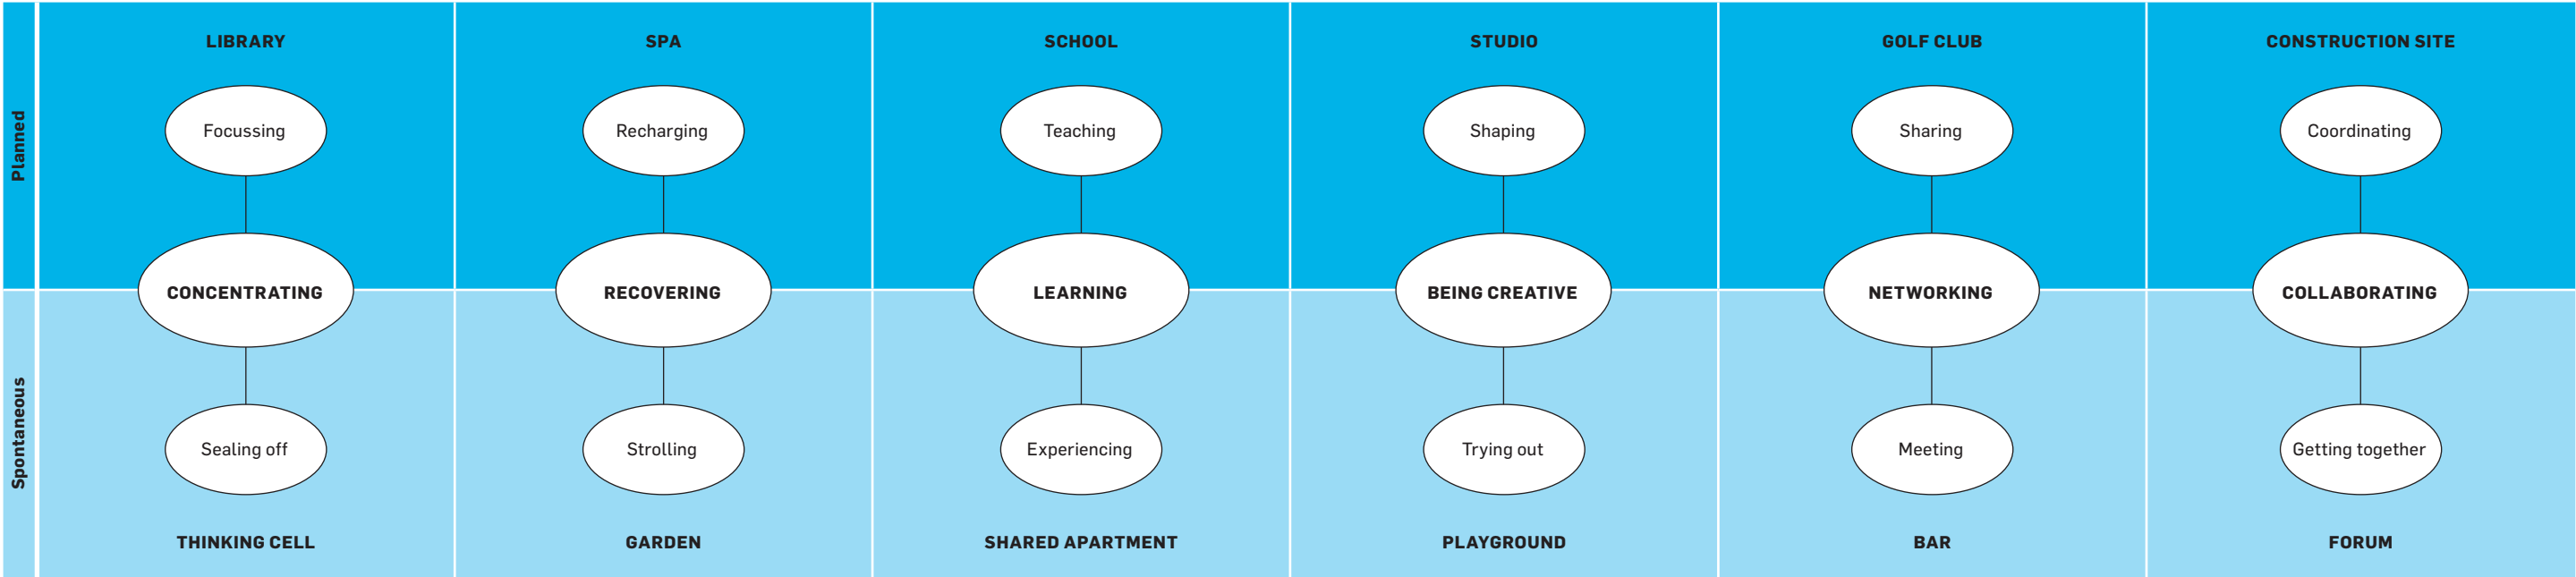 Planned
LIBRARY
SPA
SCHOOL
STUDIO
GOLF CLUB
CONSTRUCTION SITE
Focussing
Recharging
Teaching
Shaping
Sharing
Coordinating
CONCENTRATING
RECOVERING
LEARNING
BEING CREATIVE
NETWORKING
COLLABORATING
Spontaneous
Sealing off
Strolling
Experiencing
Trying out
Meeting
Getting together
THINKING CELL
GARDEN
SHARED APARTMENT
PLAYGROUND
BAR
FORUM